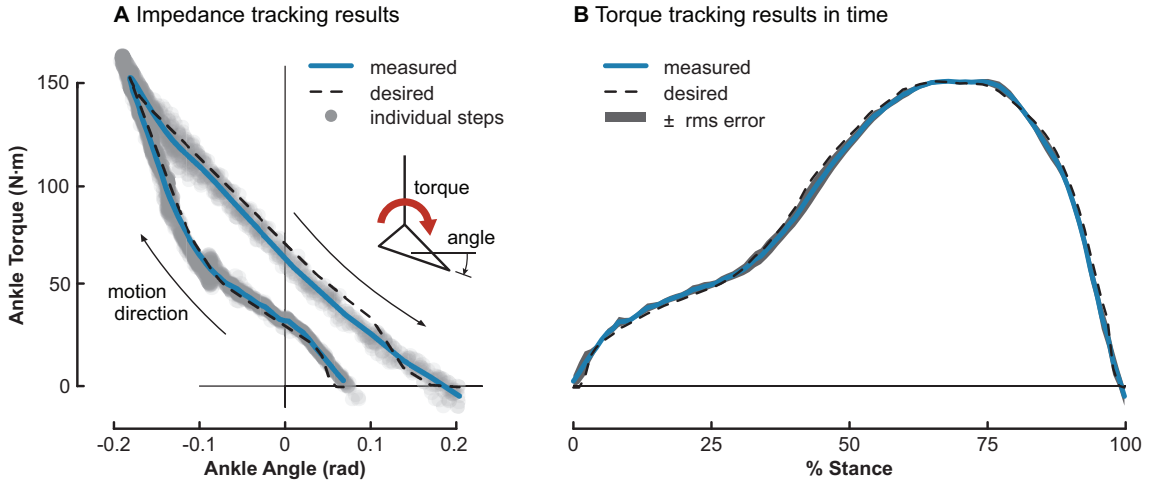 A Impedance tracking results
measured
desired
individual steps
torque
angle
motion
direction
Ankle Torque (N·m)
150
100
50
0
-0.2
-0.1
0
0.1
0.2
Ankle Angle (rad)
B Torque tracking results in time
measured
desired
± rms error
0
25
50
75
100
% Stance